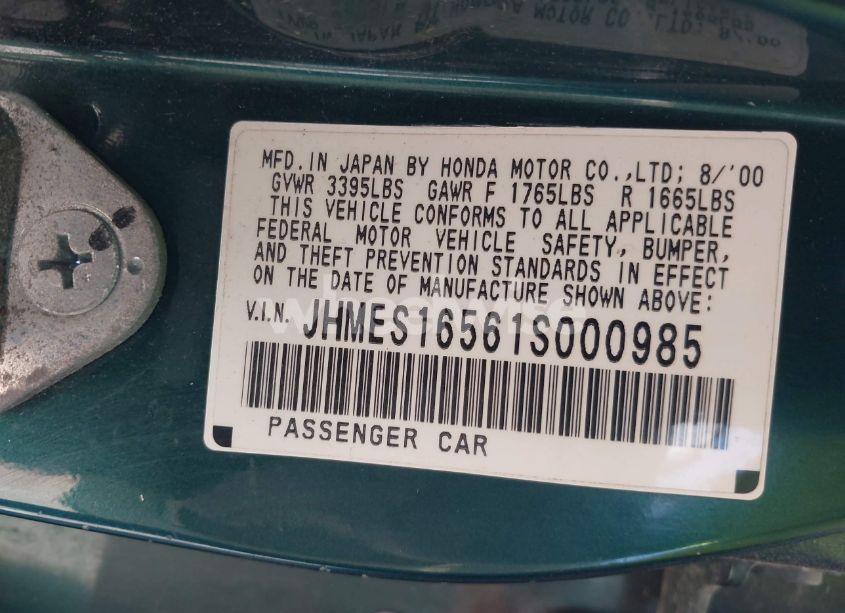 MFD. IN JAPAN BY HONDA MOTOR CO.,LTD; 8/'00
GVWR 3395LBS GAWR F 1765LBS R 1665LBS
THIS VEHICLE CONFORMS TO ALL APPLICABLE
FEDERAL MOTOR VEHICLE SAFETY, BUMPER,
AND THEFT PREVENTION STANDARDS IN EFFECT
ON THE DATE OF MANUFACTURE SHOWN ABOVE:
V.I.N. JHMES16561S000985
PASSENGER CAR